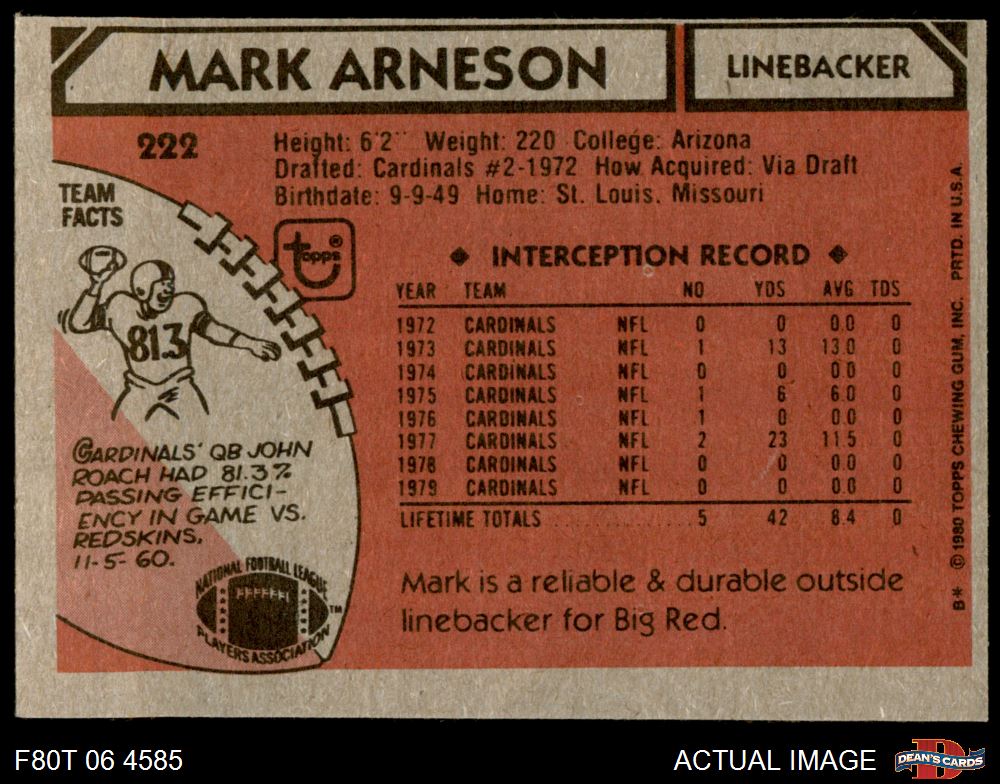 MARK ARNESON
LINEBACKER
222
Height: 6'2" Weight: 220 College: Arizona
Drafted: Cardinals #2-1972 How Acquired: Via Draft
Birthdate: 9-9-49 Home: St. Louis, Missouri
TEAM
FACTS
topps®
81.3
CARDINALS' QB JOHN
ROACH HAD 81.3%
PASSING EFFICI-
ENCY IN GAME VS.
REDSKINS,
11-5-60.
NATIONAL FOOTBALL LEAGUE
PLAYERS ASSOCIATION
TM
◆ INTERCEPTION RECORD ◆
YEAR TEAM NO YDS AVG TDS
1972 CARDINALS NFL 0 0 0.0 0
1973 CARDINALS NFL 1 13 13.0 0
1974 CARDINALS NFL 0 0 0.0 0
1975 CARDINALS NFL 1 6 6.0 0
1976 CARDINALS NFL 1 0 0.0 0
1977 CARDINALS NFL 2 23 11.5 0
1978 CARDINALS NFL 0 0 0.0 0
1979 CARDINALS NFL 0 0 0.0 0
LIFETIME TOTALS 5 42 8.4 0
Mark is a reliable & durable outside
linebacker for Big Red.
B* © 1980 TOPPS CHEWING GUM, INC. PRTD. IN U.S.A.
F80T 06 4585
ACTUAL IMAGE
D
DEAN'S CARDS